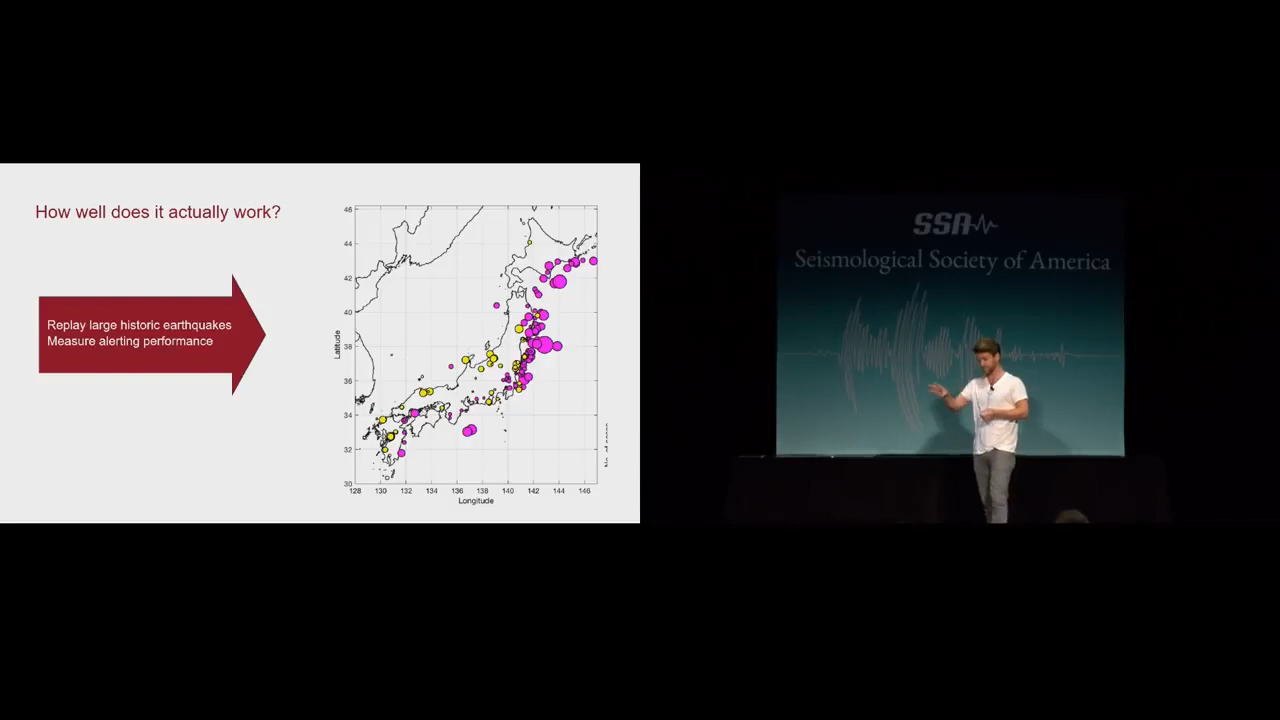 How well does it actually work?
Replay large historic earthquakes
Measure alerting performance
46
44
42
40
38
36
34
32
30
Latitude
128 130 132 134 136 138 140 142 144 146
Longitude
SSA
Seismological Society of America